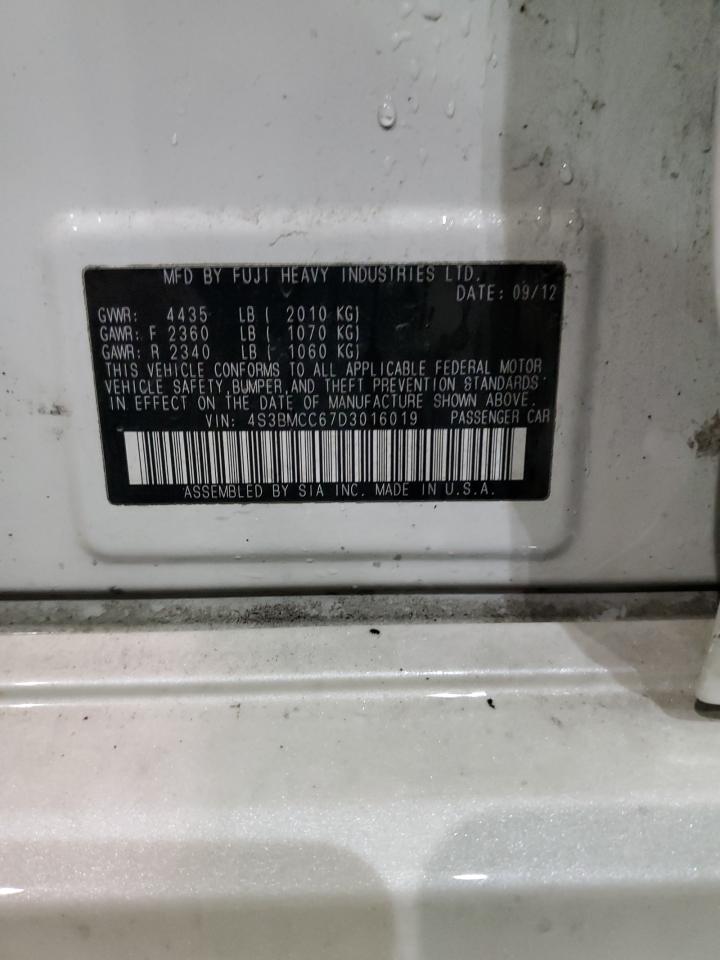 MFD BY FUJI HEAVY INDUSTRIES LTD.
DATE: 09/12
GVWR: 4435 LB ( 2010 KG)
GAWR: F 2360 LB ( 1070 KG)
GAWR: R 2340 LB ( 1060 KG)
THIS VEHICLE CONFORMS TO ALL APPLICABLE FEDERAL MOTOR
VEHICLE SAFETY, BUMPER, AND THEFT PREVENTION STANDARDS
IN EFFECT ON THE DATE OF MANUFACTURE SHOWN ABOVE.
VIN: 4S3BMCC67D3016019 PASSENGER CAR
ASSEMBLED BY SIA INC. MADE IN U.S.A.